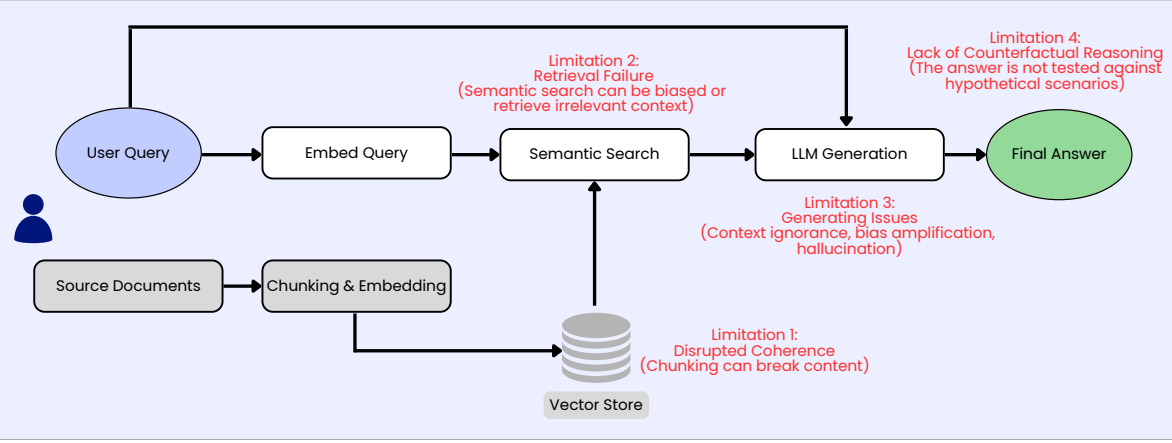 Limitation 4:
Lack of Counterfactual Reasoning
(The answer is not tested against
hypothetical scenarios)
Limitation 2:
Retrieval Failure
(Semantic search can be biased or
retrieve irrelevant context)
User Query
Embed Query
Semantic Search
LLM Generation
Final Answer
Limitation 3:
Generating Issues
(Context ignorance, bias amplification,
hallucination)
Source Documents
Chunking & Embedding
Limitation 1:
Disrupted Coherence
(Chunking can break content)
Vector Store